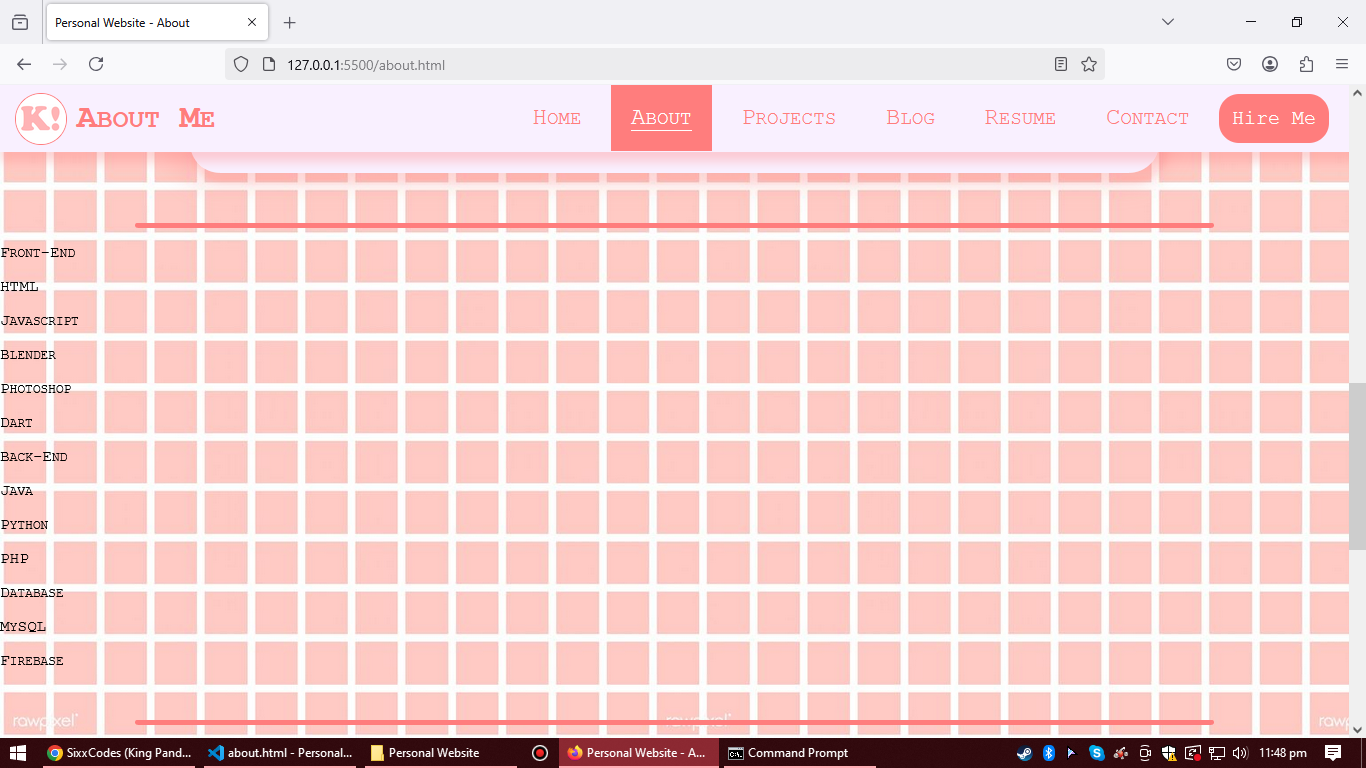 Personal Website - About
127.0.0.1:5500/about.html
K! About Me
Home About Projects Blog Resume Contact Hire Me
Front-End
HTML
Javascript
Blender
Photoshop
Dart
Back-End
Java
Python
PHP
Database
MySQL
Firebase
rawpixel rawpixel raw
SixxCodes (King Pand... about.html - Personal... Personal Website Personal Website - A... Command Prompt 11:48 pm